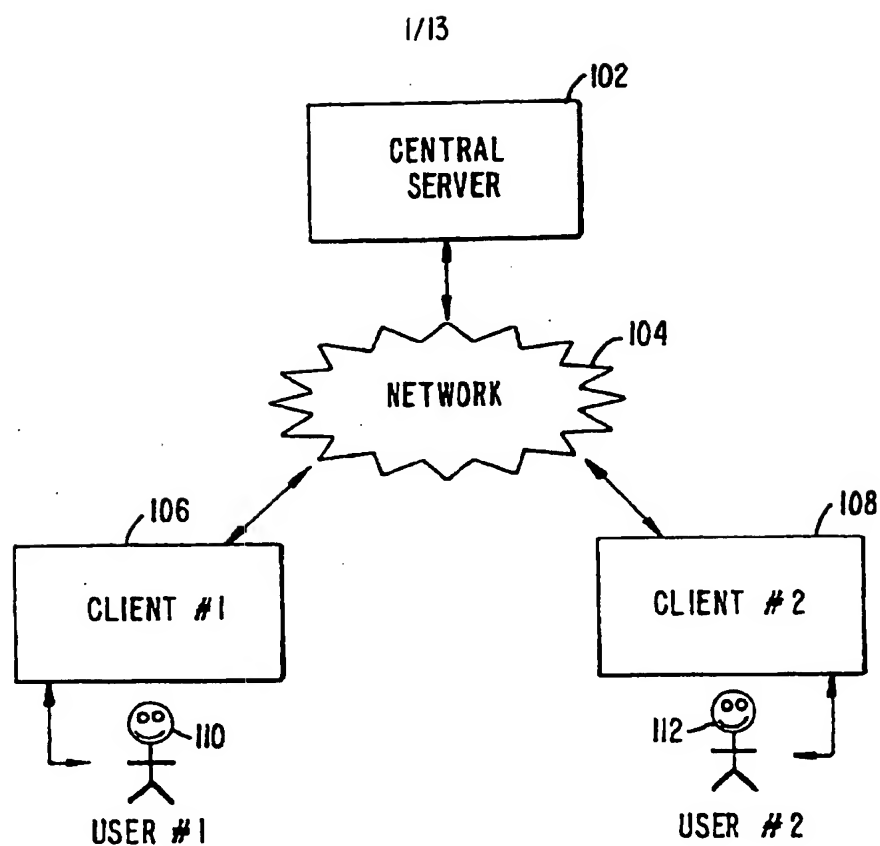 1/13
102
CENTRAL
SERVER
104
NETWORK
106
108
CLIENT #1
CLIENT #2
110
112
USER #1
USER #2